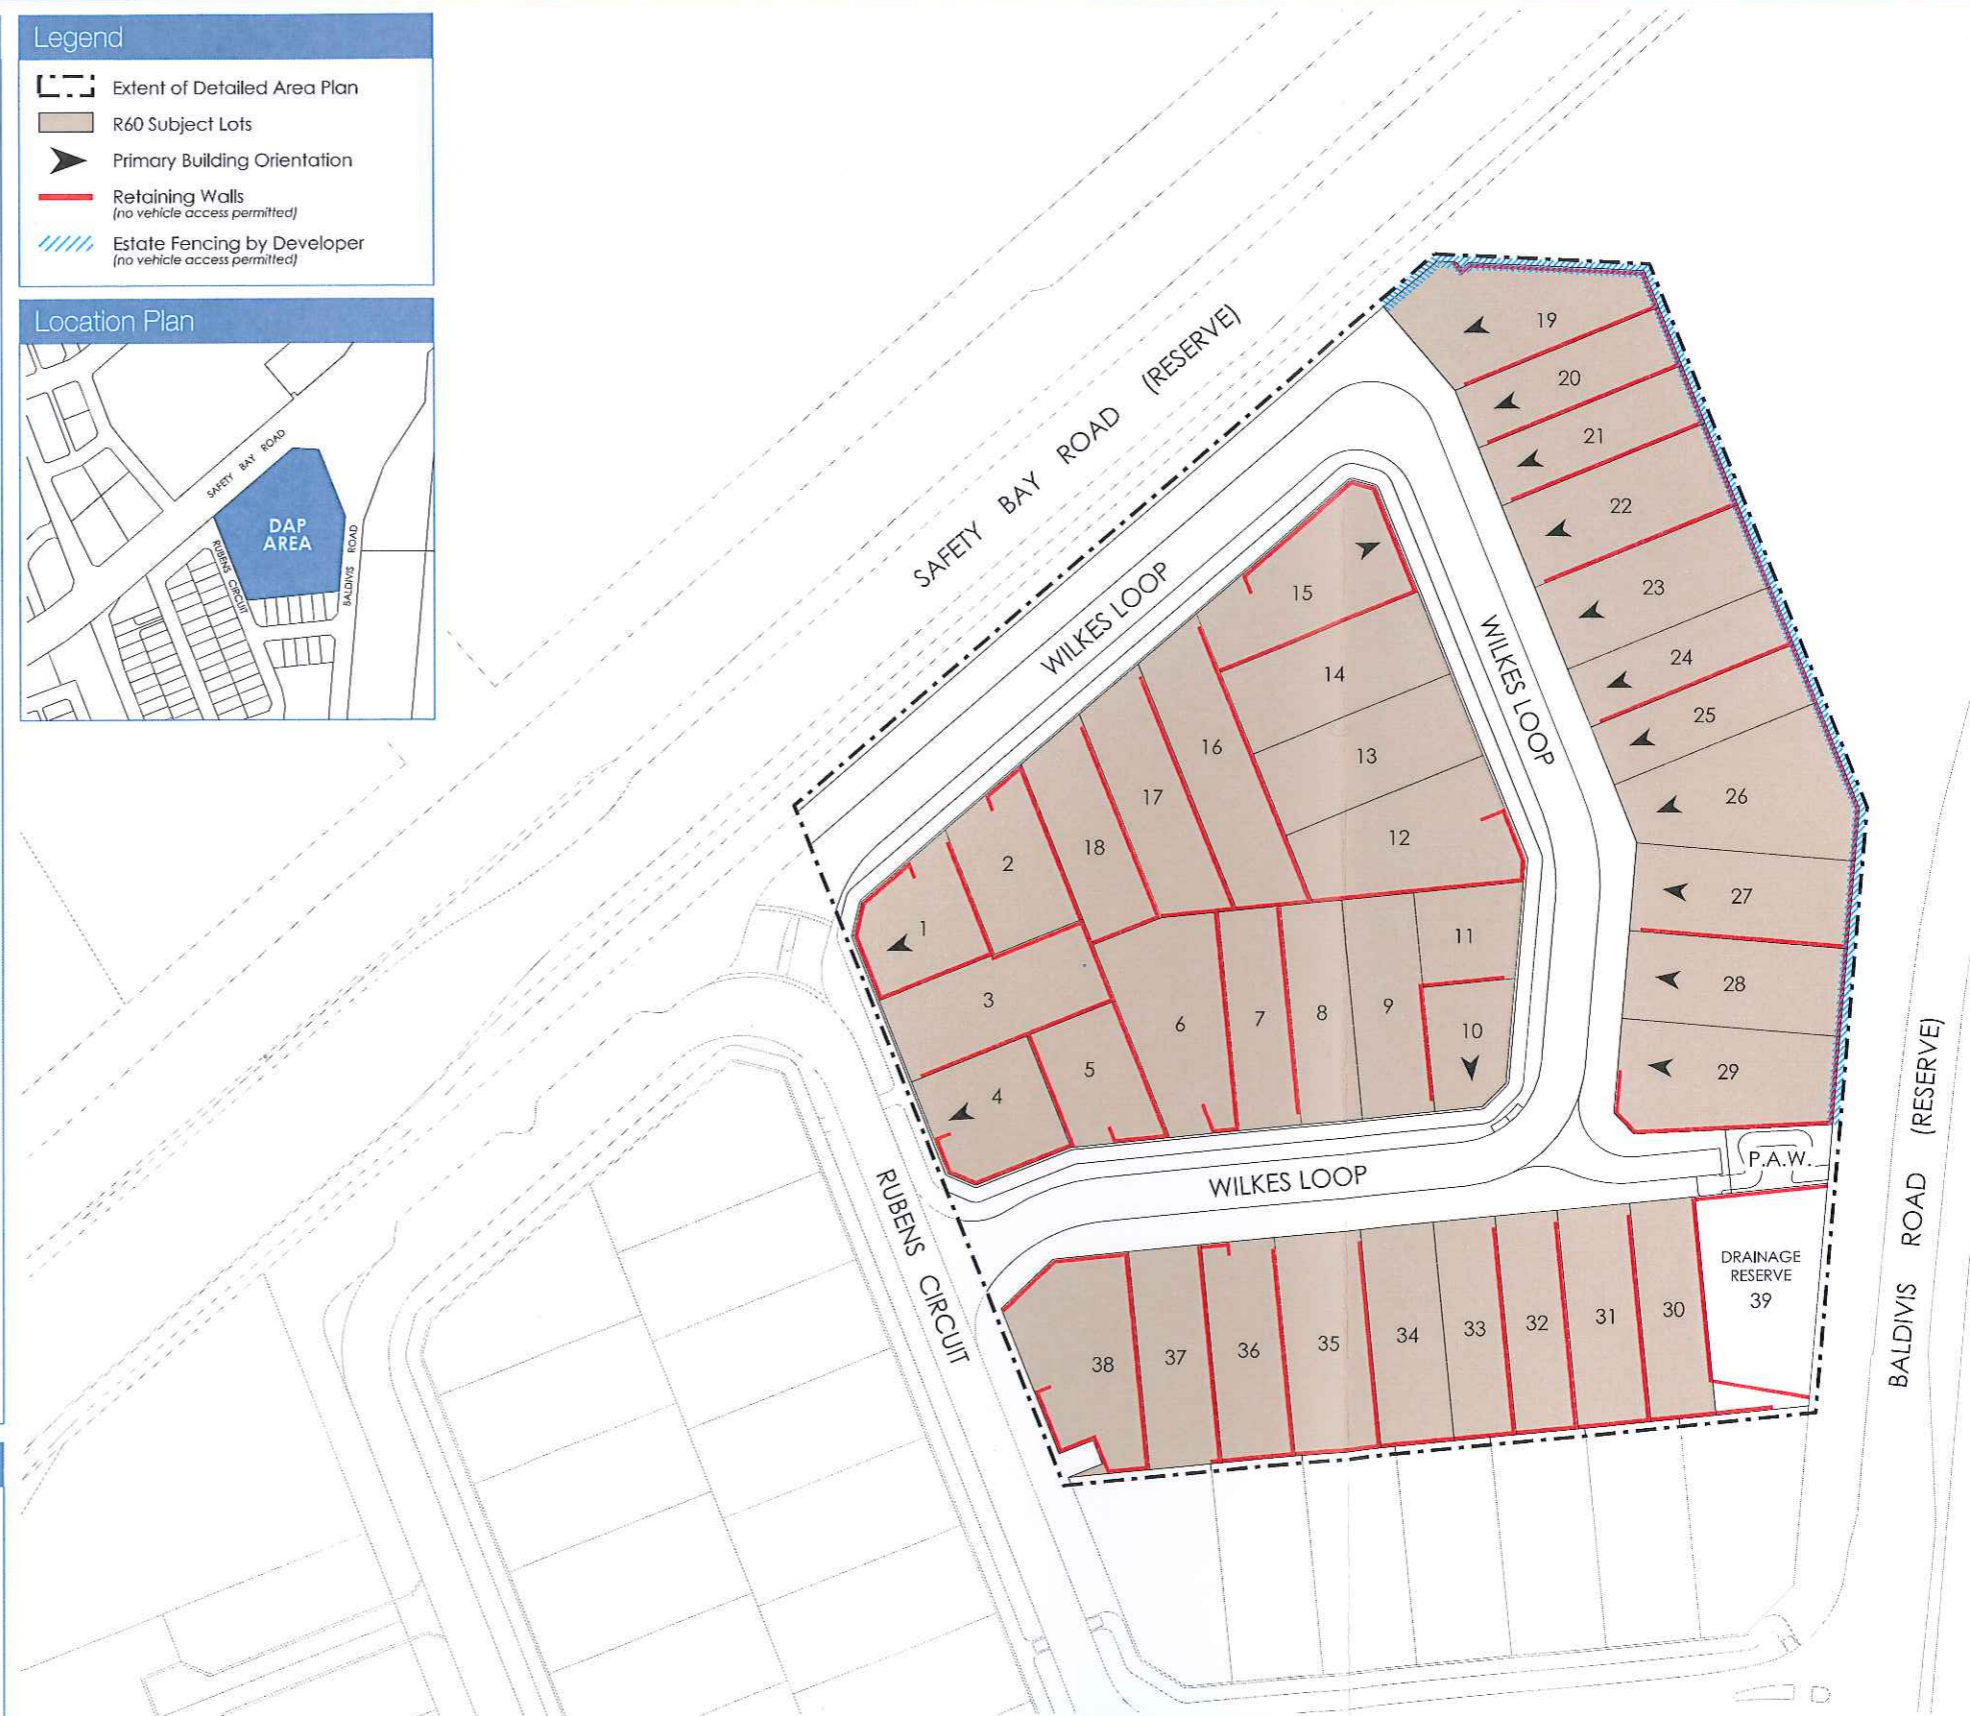 Legend
Extent of Detailed Area Plan
R60 Subject Lots
Primary Building Orientation
Retaining Walls
(no vehicle access permitted)
Estate Fencing by Developer
(no vehicle access permitted)
Location Plan
SAFETY BAY ROAD
DAP
AREA
RUBENS CIRCUIT
BALDIVIS ROAD
SAFETY BAY ROAD (RESERVE)
WILKES LOOP
WILKES LOOP
WILKES LOOP
RUBENS CIRCUIT
BALDIVIS ROAD (RESERVE)
P.A.W.
DRAINAGE
RESERVE
39
19
20
21
22
23
24
25
26
27
28
29
15
14
13
12
16
17
18
2
1
3
4
5
6
7
8
9
10
11
38
37
36
35
34
33
32
31
30